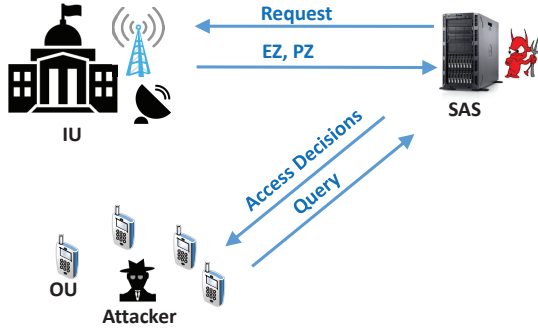 Request
EZ, PZ
IU
SAS
Access Decisions
Query
OU
Attacker